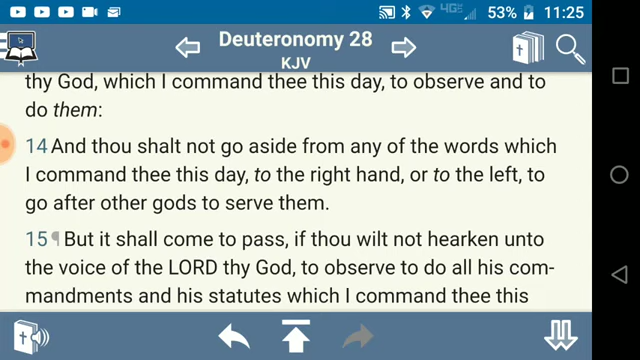 4G 53% 11:25
Deuteronomy 28
KJV
thy God, which I command thee this day, to observe and to
do them:
14 And thou shalt not go aside from any of the words which
I command thee this day, to the right hand, or to the left, to
go after other gods to serve them.
15 ¶ But it shall come to pass, if thou wilt not hearken unto
the voice of the LORD thy God, to observe to do all his com-
mandments and his statutes which I command thee this